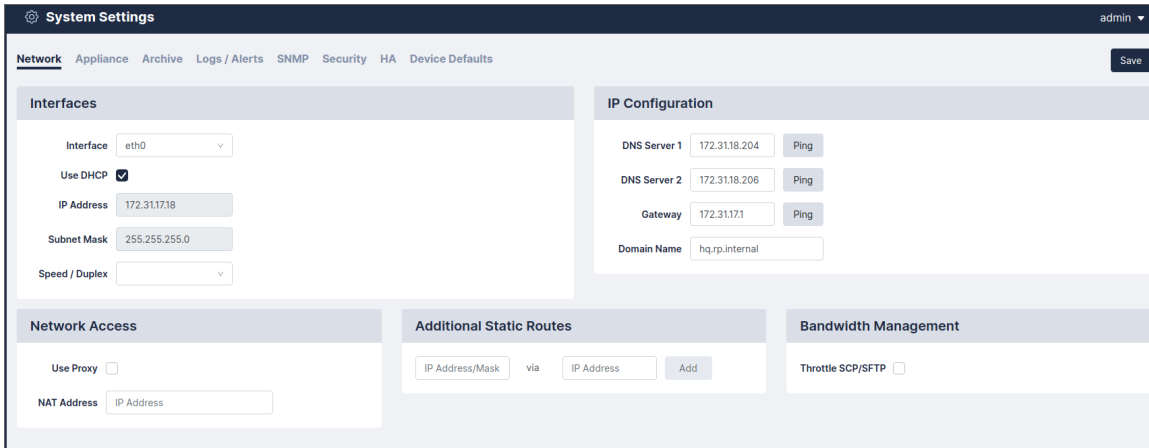 System Settings
admin
Network Appliance Archive Logs / Alerts SNMP Security HA Device Defaults
Save
Interfaces
Interface eth0
Use DHCP
IP Address 172.31.17.18
Subnet Mask 255.255.255.0
Speed / Duplex
IP Configuration
DNS Server 1 172.31.18.204 Ping
DNS Server 2 172.31.18.206 Ping
Gateway 172.31.17.1 Ping
Domain Name hq.rp.internal
Network Access
Use Proxy
NAT Address IP Address
Additional Static Routes
IP Address/Mask via IP Address Add
Bandwidth Management
Throttle SCP/SFTP